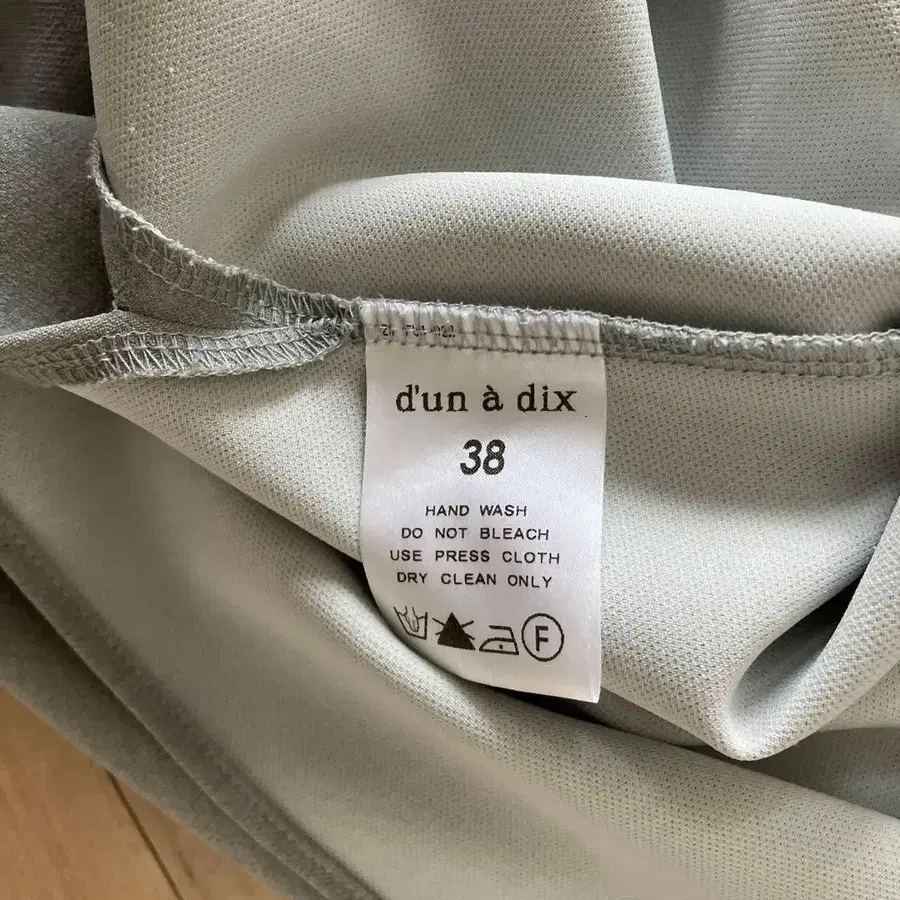 d'un à dix
38
HAND WASH
DO NOT BLEACH
USE PRESS CLOTH
DRY CLEAN ONLY
F